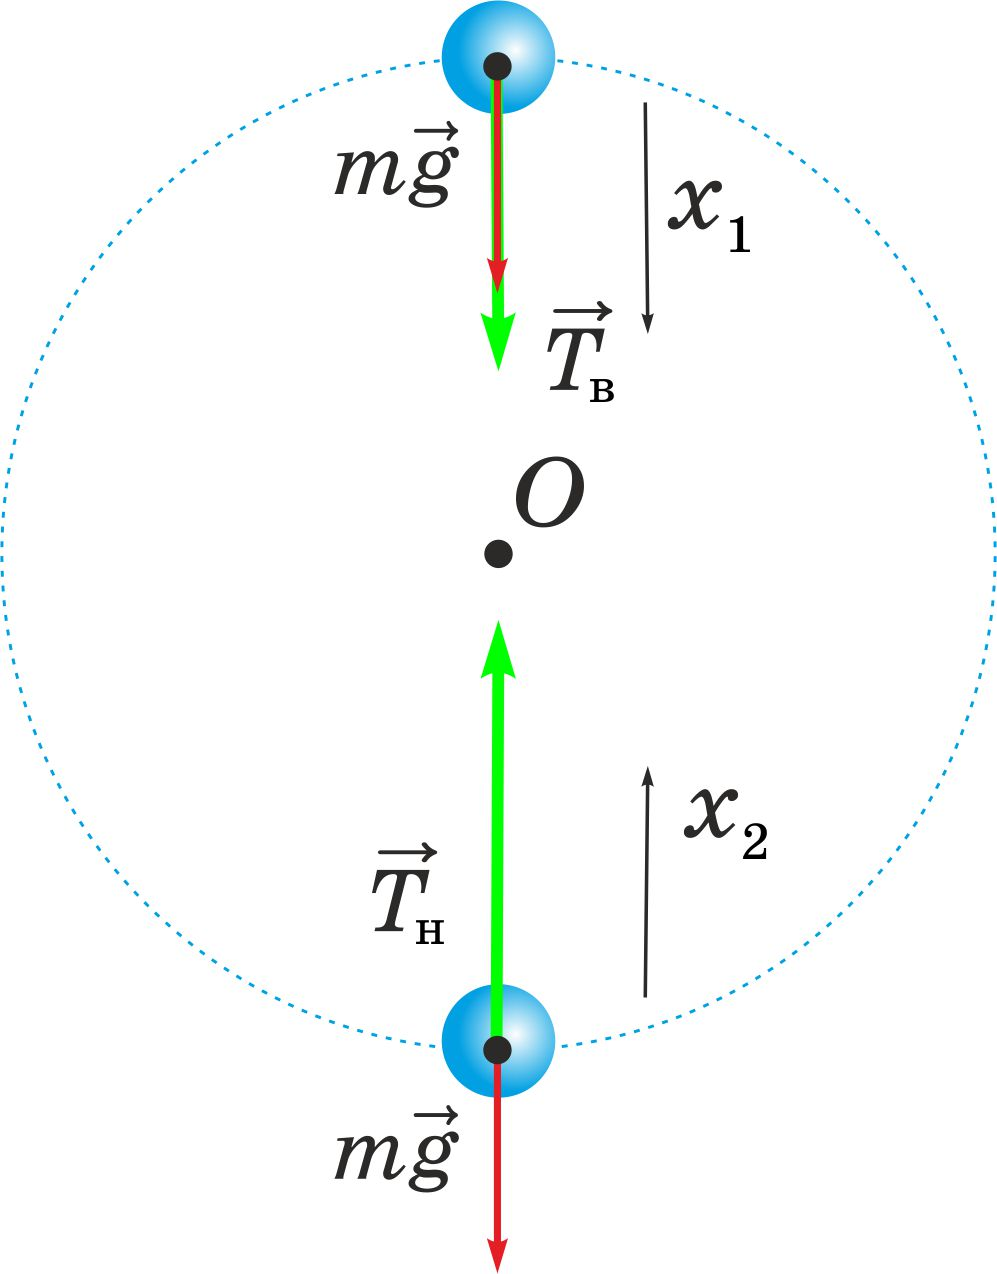 mg⃗
x₁
T⃗в
O
x₂
T⃗н
mg⃗